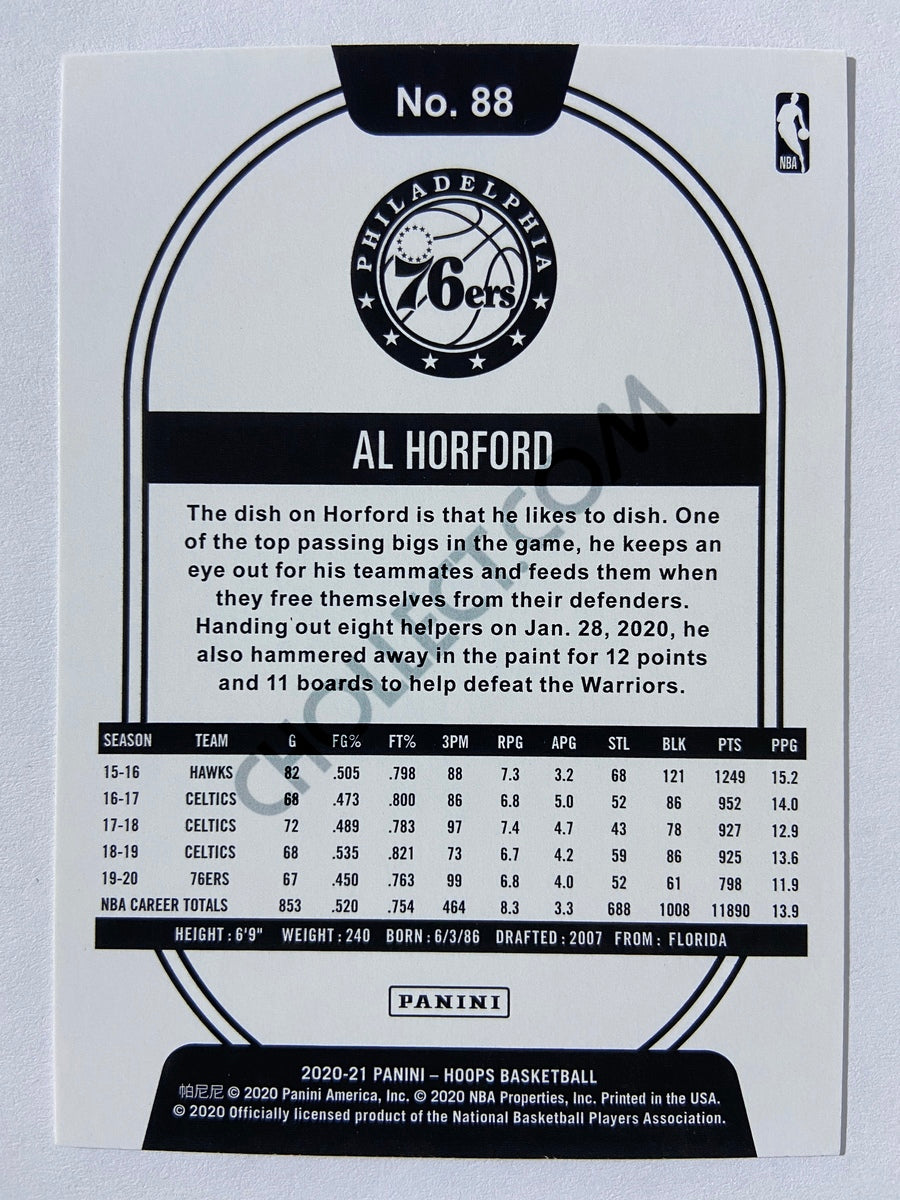 No. 88
NBA
PHILADELPHIA
76ers
AL HORFORD
The dish on Horford is that he likes to dish. One
of the top passing bigs in the game, he keeps an
eye out for his teammates and feeds them when
they free themselves from their defenders.
Handing out eight helpers on Jan. 28, 2020, he
also hammered away in the paint for 12 points
and 11 boards to help defeat the Warriors.
CHOLLECT.COM
SEASON TEAM G FG% FT% 3PM RPG APG STL BLK PTS PPG
15-16 HAWKS 82 .505 .798 88 7.3 3.2 68 121 1249 15.2
16-17 CELTICS 68 .473 .800 86 6.8 5.0 52 86 952 14.0
17-18 CELTICS 72 .489 .783 97 7.4 4.7 43 78 927 12.9
18-19 CELTICS 68 .535 .821 73 6.7 4.2 59 86 925 13.6
19-20 76ERS 67 .450 .763 99 6.8 4.0 52 61 798 11.9
NBA CAREER TOTALS 853 .520 .754 464 8.3 3.3 688 1008 11890 13.9
HEIGHT: 6'9" WEIGHT: 240 BORN: 6/3/86 DRAFTED: 2007 FROM: FLORIDA
PANINI
2020-21 PANINI – HOOPS BASKETBALL
帕尼尼 © 2020 Panini America, Inc. © 2020 NBA Properties, Inc. Printed in the USA.
© 2020 Officially licensed product of the National Basketball Players Association.